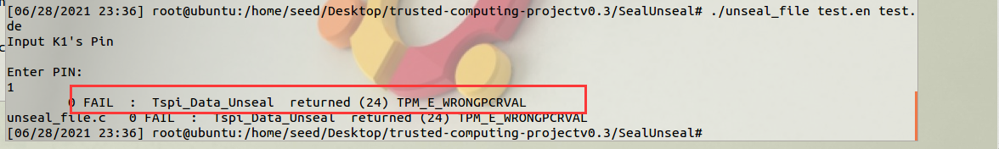 [06/28/2021 23:36] root@ubuntu:/home/seed/Desktop/trusted-computing-projectv0.3/SealUnseal# ./unseal_file test.en test.
de
Input K1's Pin
Enter PIN:
1
0 FAIL : Tspi_Data_Unseal returned (24) TPM_E_WRONGPCRVAL
unseal_file.c 0 FAIL : Tspi_Data_Unseal returned (24) TPM_E_WRONGPCRVAL
[06/28/2021 23:36] root@ubuntu:/home/seed/Desktop/trusted-computing-projectv0.3/SealUnseal#